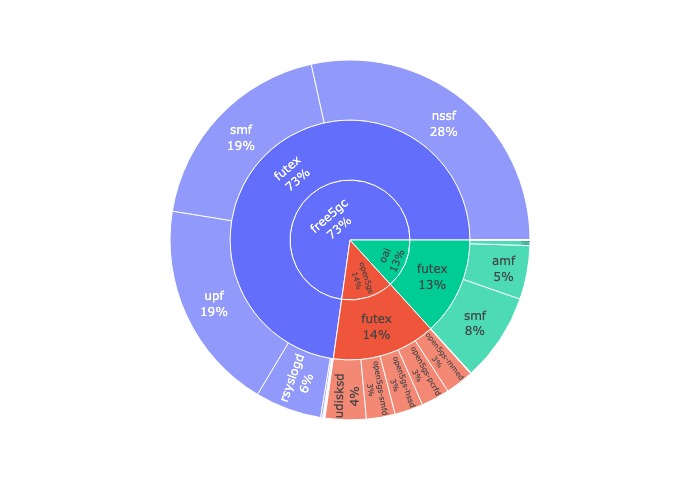 nssf
28%
smf
19%
futex
73%
free5gc
73%
oai
13%
open5gs
14%
futex
13%
amf
5%
smf
8%
upf
19%
futex
14%
rsyslogd
6%
udisksd
4%
open5gs-smfd
3%
open5gs-hssd
3%
open5gs-pcrfd
3%
open5gs-mmed
3%